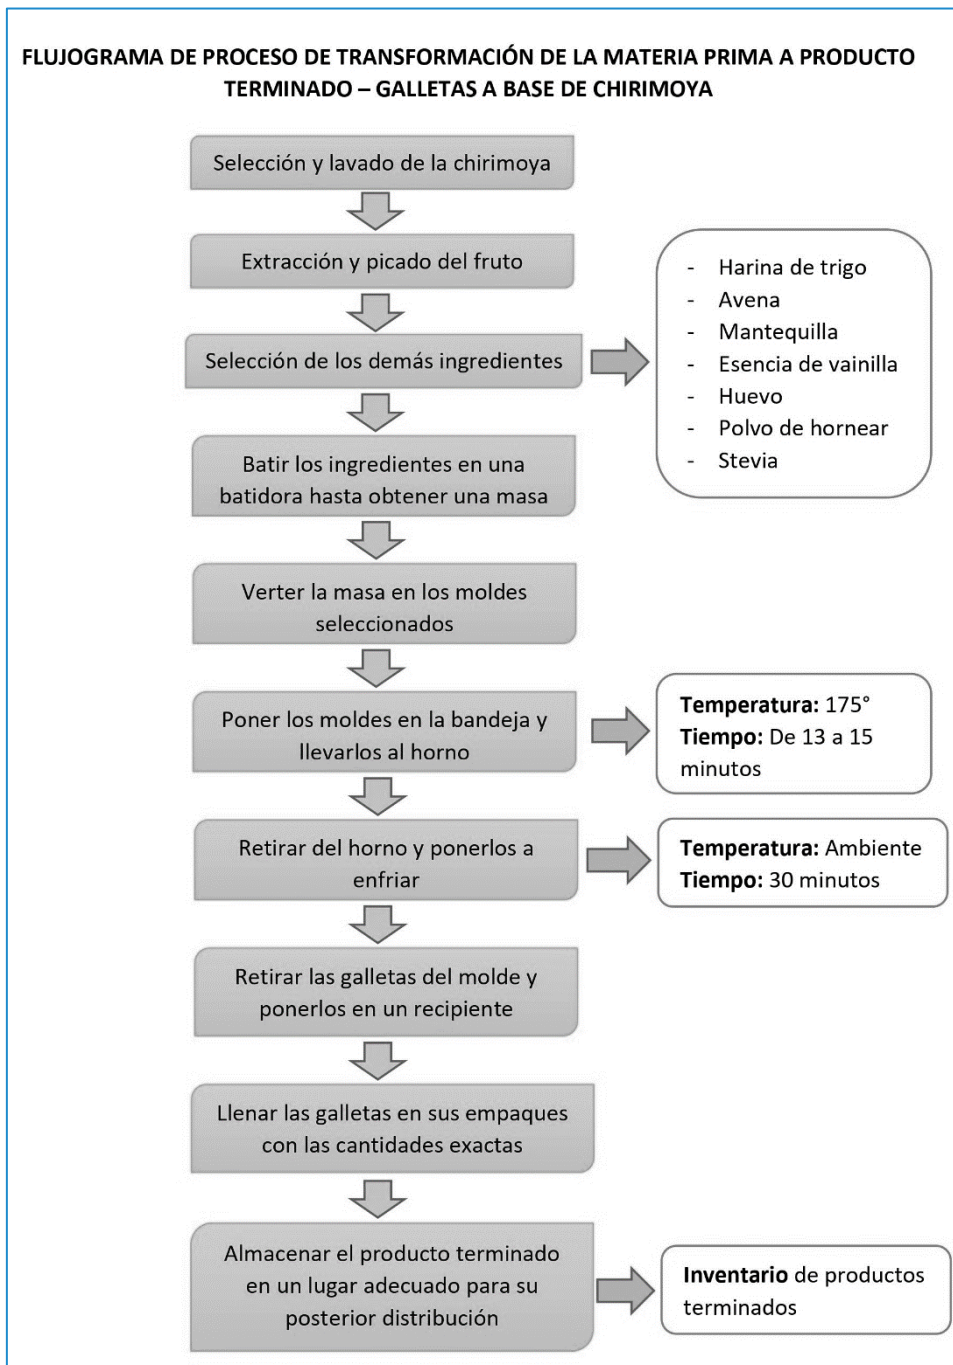 FLUJOGRAMA DE PROCESO DE TRANSFORMACIÓN DE LA MATERIA PRIMA A PRODUCTO
TERMINADO – GALLETAS A BASE DE CHIRIMOYA
Selección y lavado de la chirimoya
Extracción y picado del fruto
Selección de los demás ingredientes
- Harina de trigo
- Avena
- Mantequilla
- Esencia de vainilla
- Huevo
- Polvo de hornear
- Stevia
Batir los ingredientes en una
batidora hasta obtener una masa
Verter la masa en los moldes
seleccionados
Poner los moldes en la bandeja y
llevarlos al horno
Temperatura: 175°
Tiempo: De 13 a 15
minutos
Retirar del horno y ponerlos a
enfriar
Temperatura: Ambiente
Tiempo: 30 minutos
Retirar las galletas del molde y
ponerlos en un recipiente
Llenar las galletas en sus empaques
con las cantidades exactas
Almacenar el producto terminado
en un lugar adecuado para su
posterior distribución
Inventario de productos
terminados